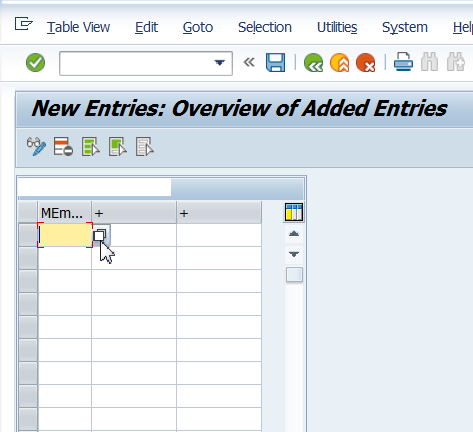 Table View Edit Goto Selection Utilities System Help
New Entries: Overview of Added Entries
MEm... + +